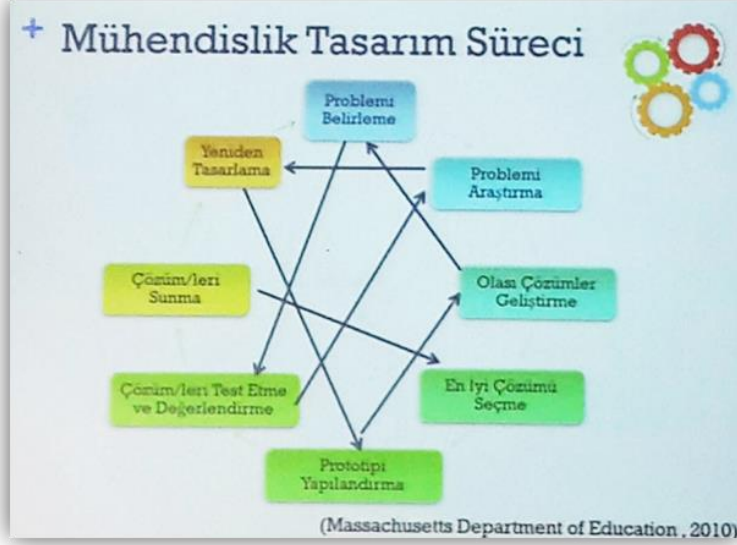 + Mühendislik Tasarım Süreci
Problemi
Belirleme
Yeniden
Tasarlama
Problemi
Araştırma
Çözüm/leri
Sunma
Olası Çözümler
Geliştirme
Çözüm/leri Test Etme
ve Değerlendirme
En İyi Çözümü
Seçme
Prototipi
Yapılandırma
(Massachusetts Department of Education , 2010)